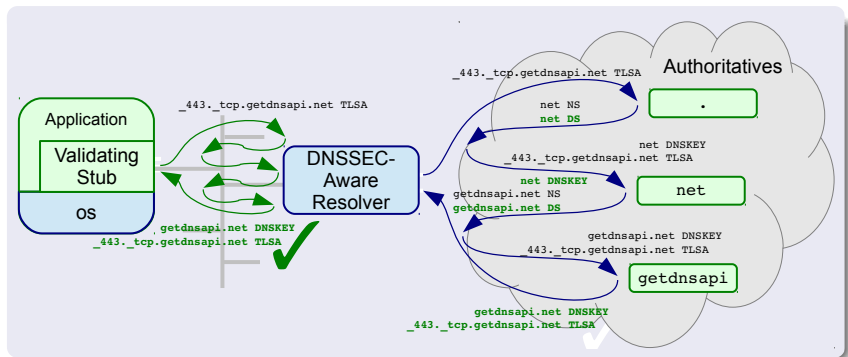 Authoritatives
_443._tcp.getdnsapi.net TLSA
.
net NS
net DS
_443._tcp.getdnsapi.net TLSA
Application
Validating
Stub
os
DNSSEC-
Aware
Resolver
net DNSKEY
_443._tcp.getdnsapi.net TLSA
net DNSKEY
getdnsapi.net NS
getdnsapi.net DS
net
getdnsapi.net DNSKEY
_443._tcp.getdnsapi.net TLSA
getdnsapi.net DNSKEY
_443._tcp.getdnsapi.net TLSA
getdnsapi
getdnsapi.net DNSKEY
_443._tcp.getdnsapi.net TLSA